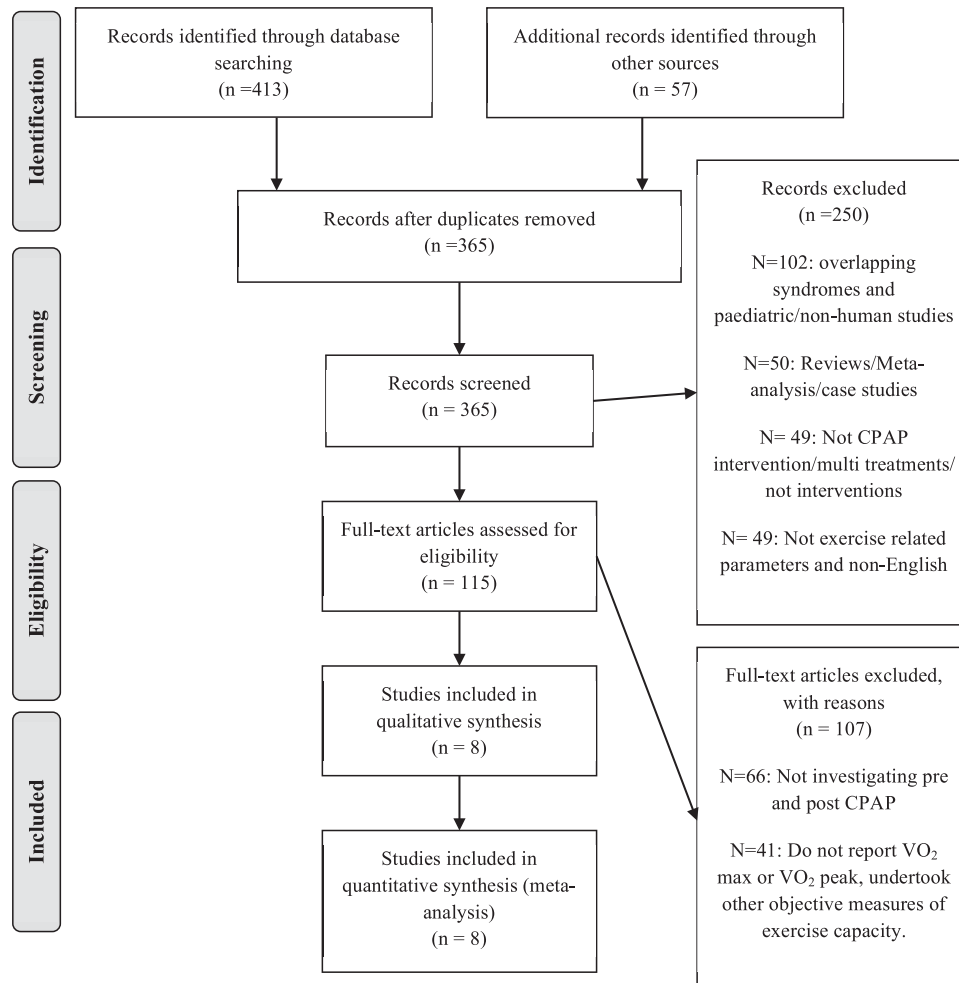 Identification
Records identified through database
searching
(n =413)
Additional records identified through
other sources
(n = 57)
Records after duplicates removed
(n =365)
Screening
Records screened
(n = 365)
Records excluded
(n =250)
N=102: overlapping
syndromes and
paediatric/non-human studies
N=50: Reviews/Meta-
analysis/case studies
N= 49: Not CPAP
intervention/multi treatments/
not interventions
N= 49: Not exercise related
parameters and non-English
Eligibility
Full-text articles assessed for
eligibility
(n = 115)
Full-text articles excluded,
with reasons
(n = 107)
N=66: Not investigating pre
and post CPAP
N=41: Do not report VO₂
max or VO₂ peak, undertook
other objective measures of
exercise capacity.
Included
Studies included in
qualitative synthesis
(n = 8)
Studies included in
quantitative synthesis (meta-
analysis)
(n = 8)